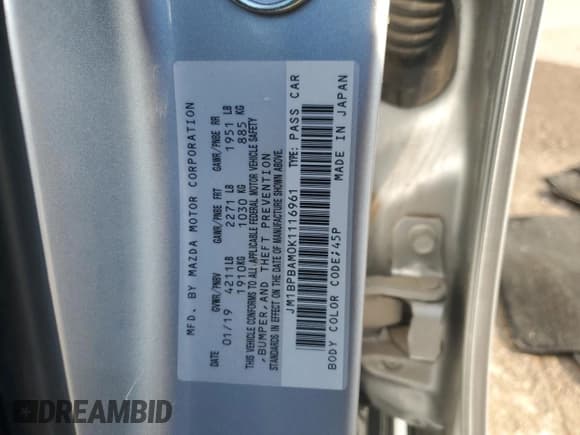 MFD. BY MAZDA MOTOR CORPORATION
DATE GVWR/PNBV GAWR/PNBE FRT GAWR/PNBE RR
01/19 4211LB 2271 LB 1951 LB
1910KG 1030 KG 885 KG
THIS VEHICLE CONFORMS TO ALL APPLICABLE FEDERAL MOTOR VEHICLE SAFETY
,BUMPER,AND THEFT PREVENTION
STANDARDS IN EFFECT ON THE DATE OF MANUFACTURE SHOWN ABOVE.
JM1BPBAM0K1116961 TYPE: PASS CAR
BODY COLOR CODE;45P MADE IN JAPAN
DREAMBID